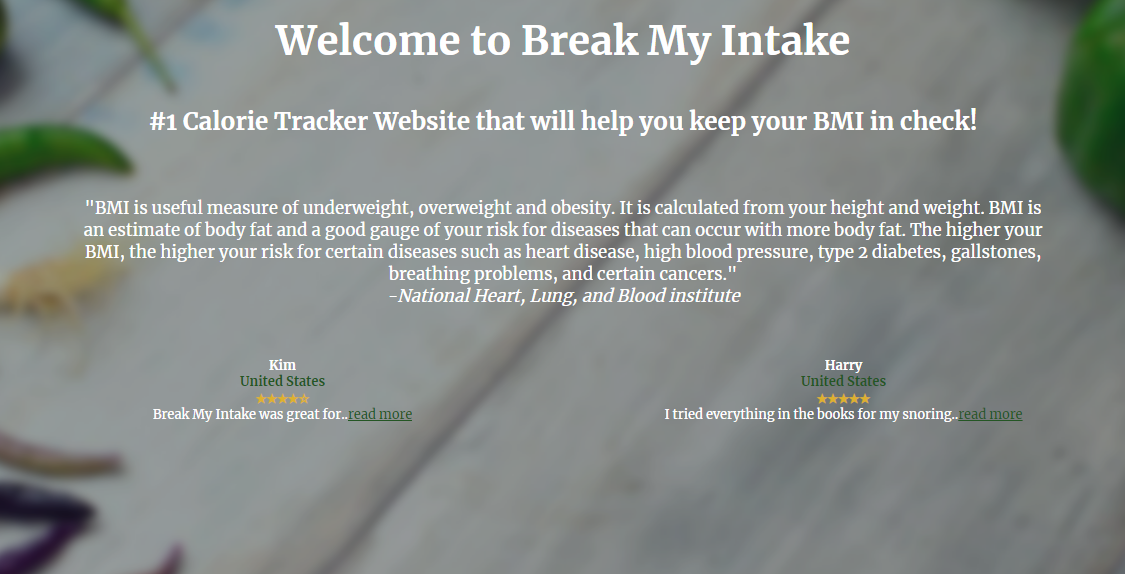 Welcome to Break My Intake
#1 Calorie Tracker Website that will help you keep your BMI in check!
"BMI is useful measure of underweight, overweight and obesity. It is calculated from your height and weight. BMI is
an estimate of body fat and a good gauge of your risk for diseases that can occur with more body fat. The higher your
BMI, the higher your risk for certain diseases such as heart disease, high blood pressure, type 2 diabetes, gallstones,
breathing problems, and certain cancers."
-National Heart, Lung, and Blood institute
Kim
United States
Break My Intake was great for..read more
Harry
United States
I tried everything in the books for my snoring..read more